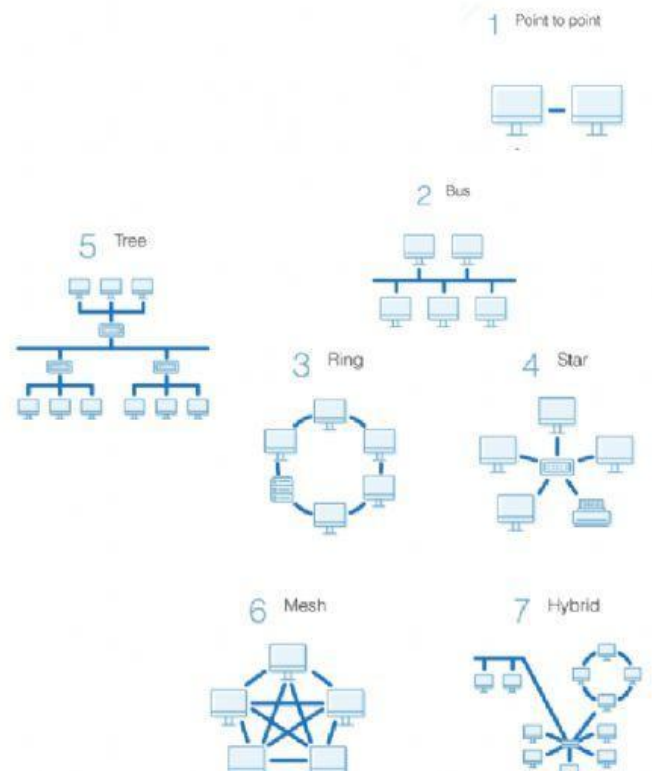 1 Point to point
2 Bus
5 Tree
3 Ring
4 Star
6 Mesh
7 Hybrid